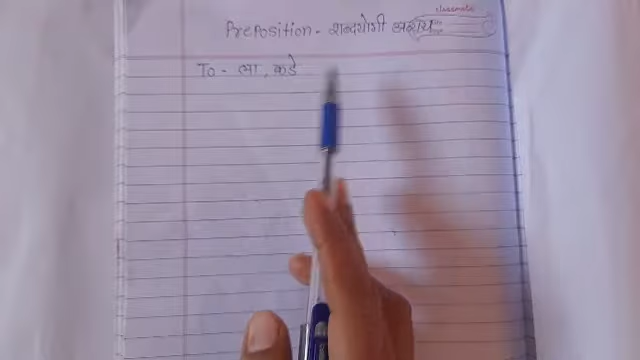 classmate
Preposition - शब्दयोगी अव्यय
To - ला, कडे